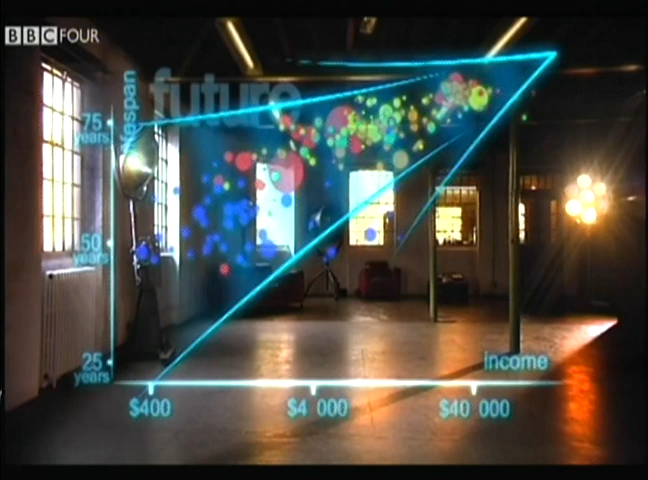 BBC FOUR
future
lifespan
75
years
50
years
25
years
income
$400
$4 000
$40 000